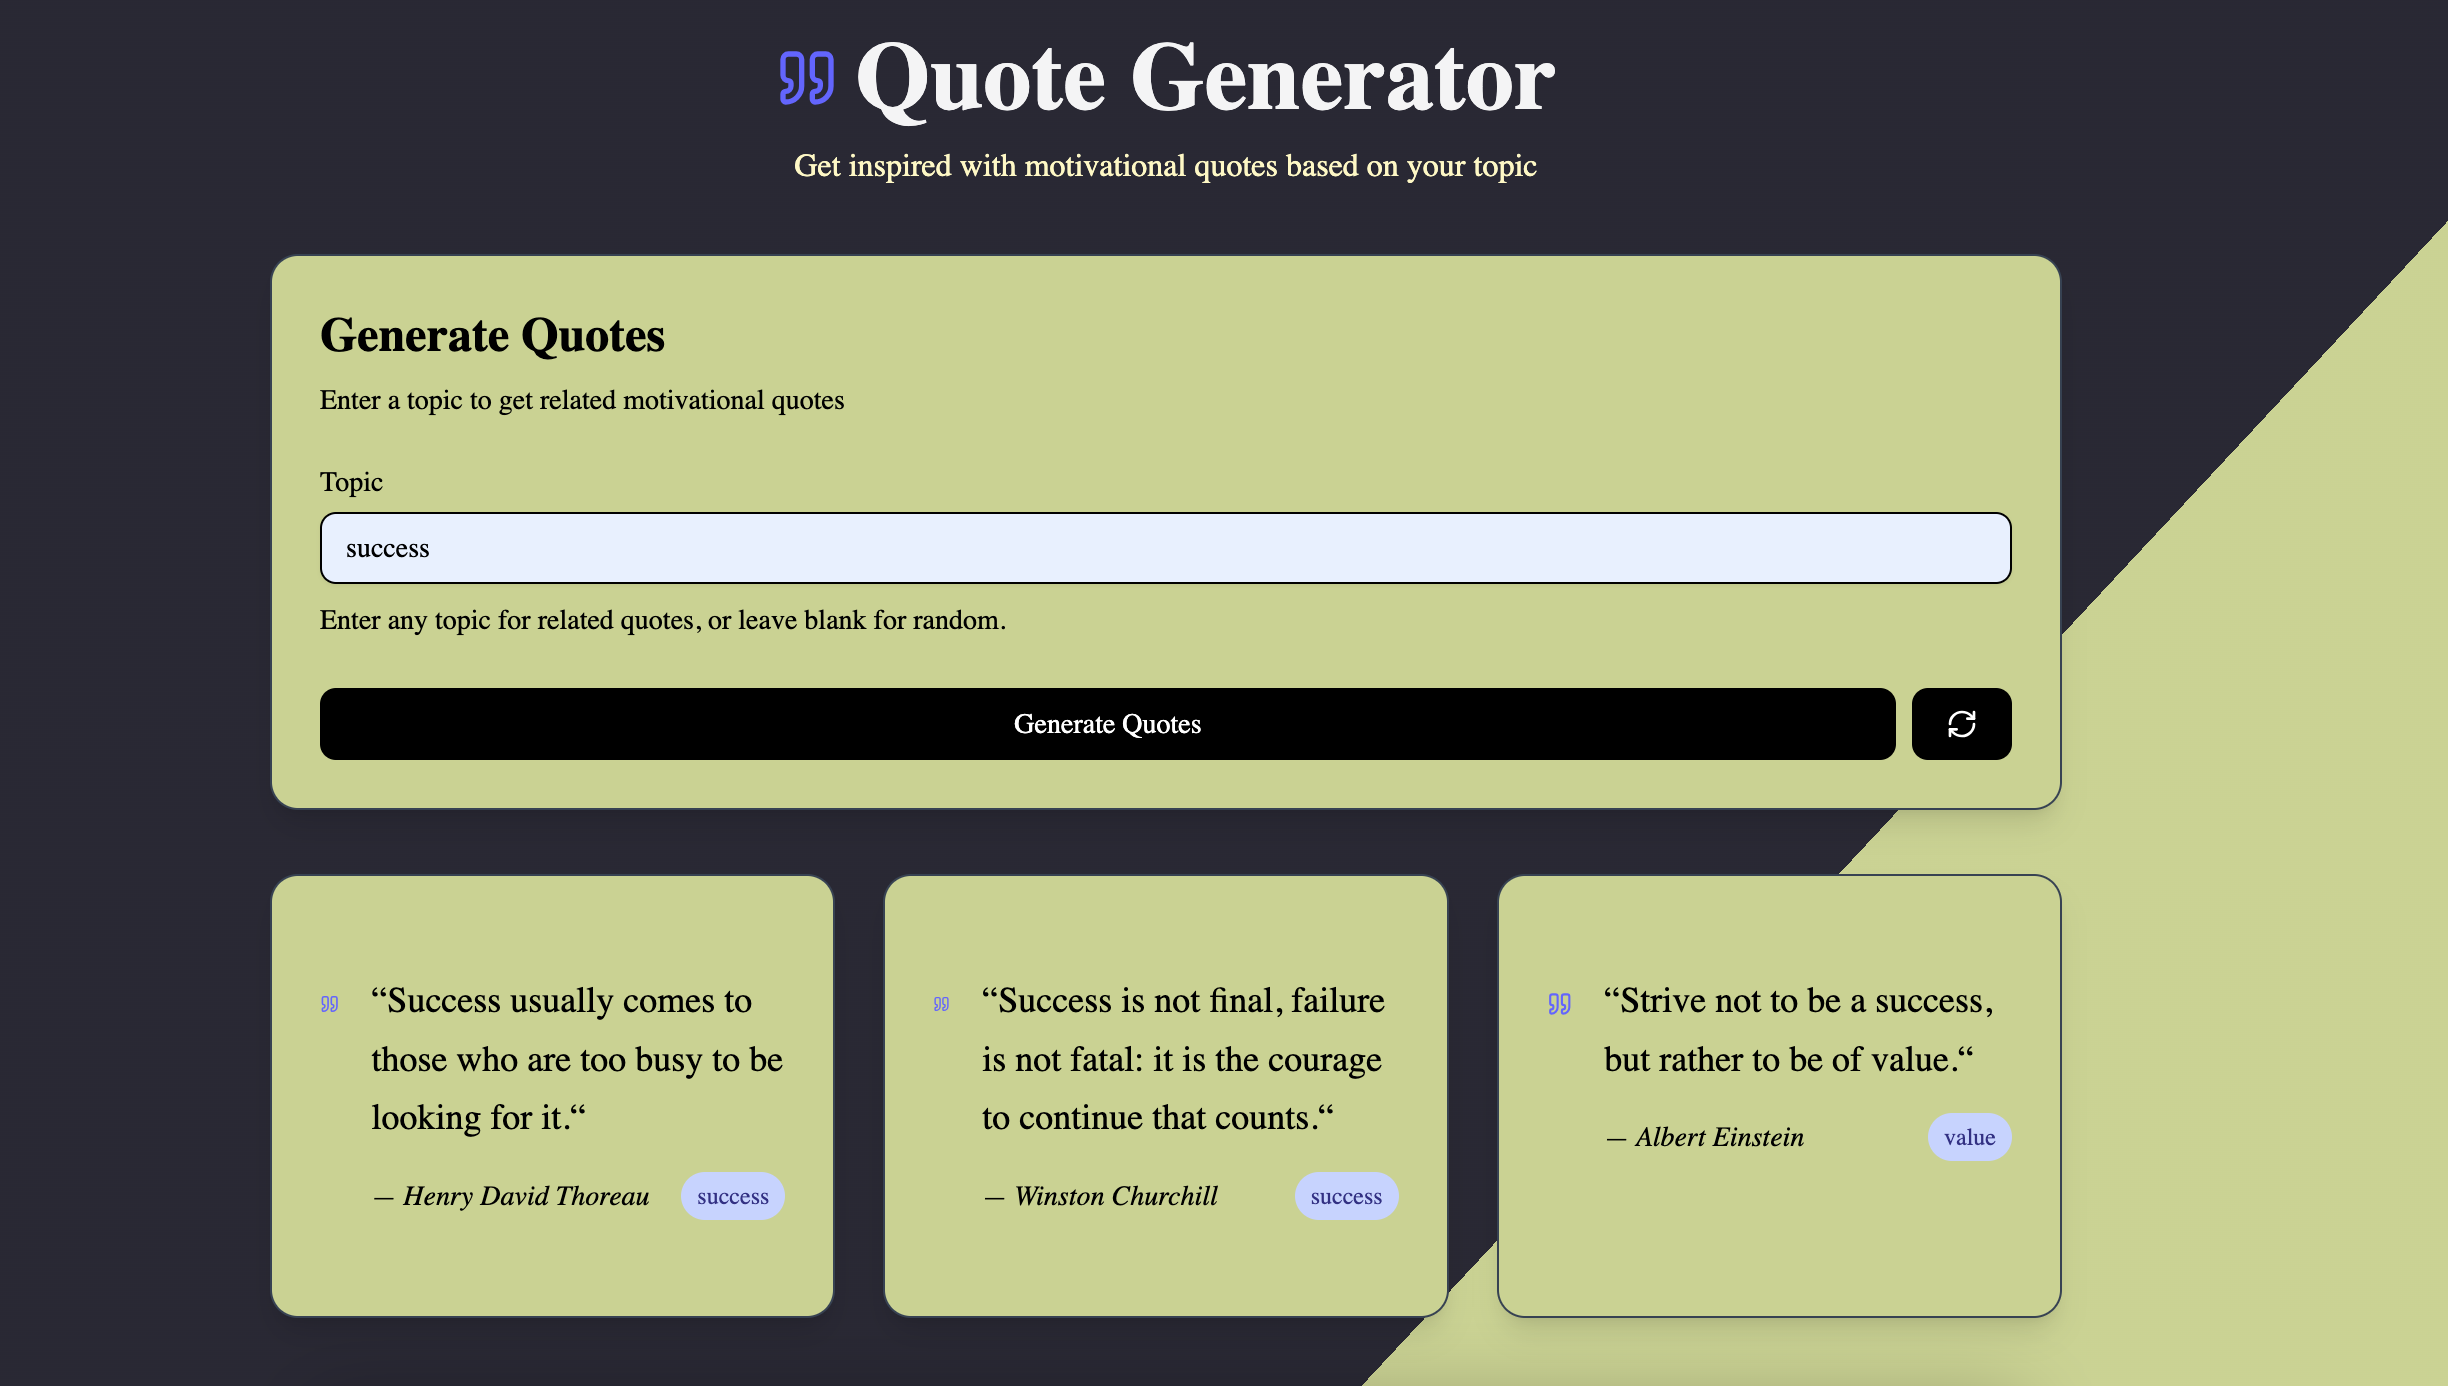 Quote Generator
Get inspired with motivational quotes based on your topic
Generate Quotes
Enter a topic to get related motivational quotes
Topic
success
Enter any topic for related quotes, or leave blank for random.
Generate Quotes
“Success usually comes to
those who are too busy to be
looking for it.“
— Henry David Thoreau
success
“Success is not final, failure
is not fatal: it is the courage
to continue that counts.“
— Winston Churchill
success
“Strive not to be a success,
but rather to be of value.“
— Albert Einstein
value